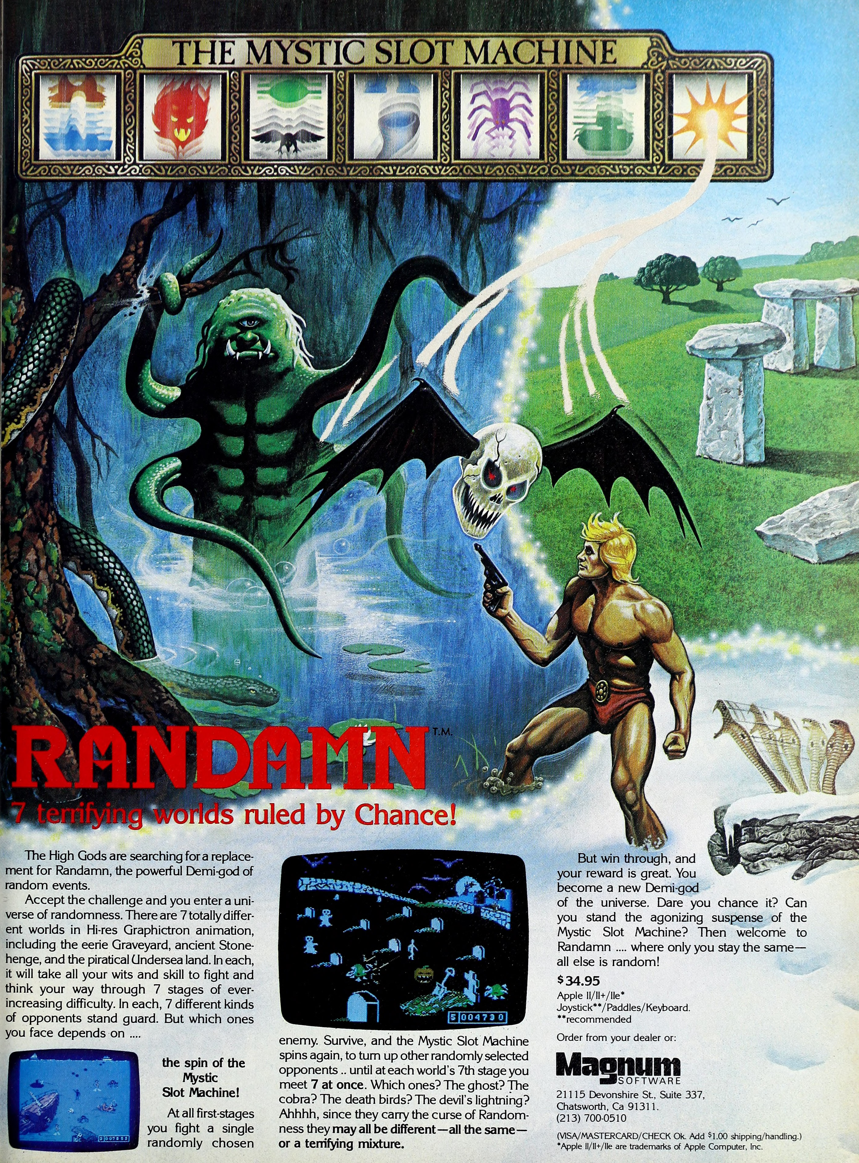 THE MYSTIC SLOT MACHINE
RANDAMN T.M.
7 terrifying worlds ruled by Chance!
The High Gods are searching for a replace-
ment for Randamn, the powerful Demi-god of
random events.
Accept the challenge and you enter a uni-
verse of randomness. There are 7 totally differ-
ent worlds in Hi-res Graphictron animation,
including the eerie Graveyard, ancient Stone-
henge, and the piratical Undersea land. In each,
it will take all your wits and skill to fight and
think your way through 7 stages of ever-
increasing difficulty. In each, 7 different kinds
of opponents stand guard. But which ones
you face depends on ....
the spin of the
Mystic
Slot Machine!
At all first-stages
you fight a single
randomly chosen
5 004730
enemy. Survive, and the Mystic Slot Machine
spins again, to turn up other randomly selected
opponents .. until at each world's 7th stage you
meet 7 at once. Which ones? The ghost? The
cobra? The death birds? The devil's lightning?
Ahhhh, since they carry the curse of Random-
ness they may all be different—all the same—
or a terrifying mixture.
But win through, and
your reward is great. You
become a new Demi-god
of the universe. Dare you chance it? Can
you stand the agonizing suspense of the
Mystic Slot Machine? Then welcome to
Randamn .... where only you stay the same—
all else is random!
$34.95
Apple II/II+/IIe*
Joystick**/Paddles/Keyboard.
**recommended
Order from your dealer or:
Magnum
SOFTWARE
21115 Devonshire St., Suite 337,
Chatsworth, Ca 91311.
(213) 700-0510
(VISA/MASTERCARD/CHECK Ok. Add $1.00 shipping/handling.)
*Apple II/II+/IIe are trademarks of Apple Computer, Inc.